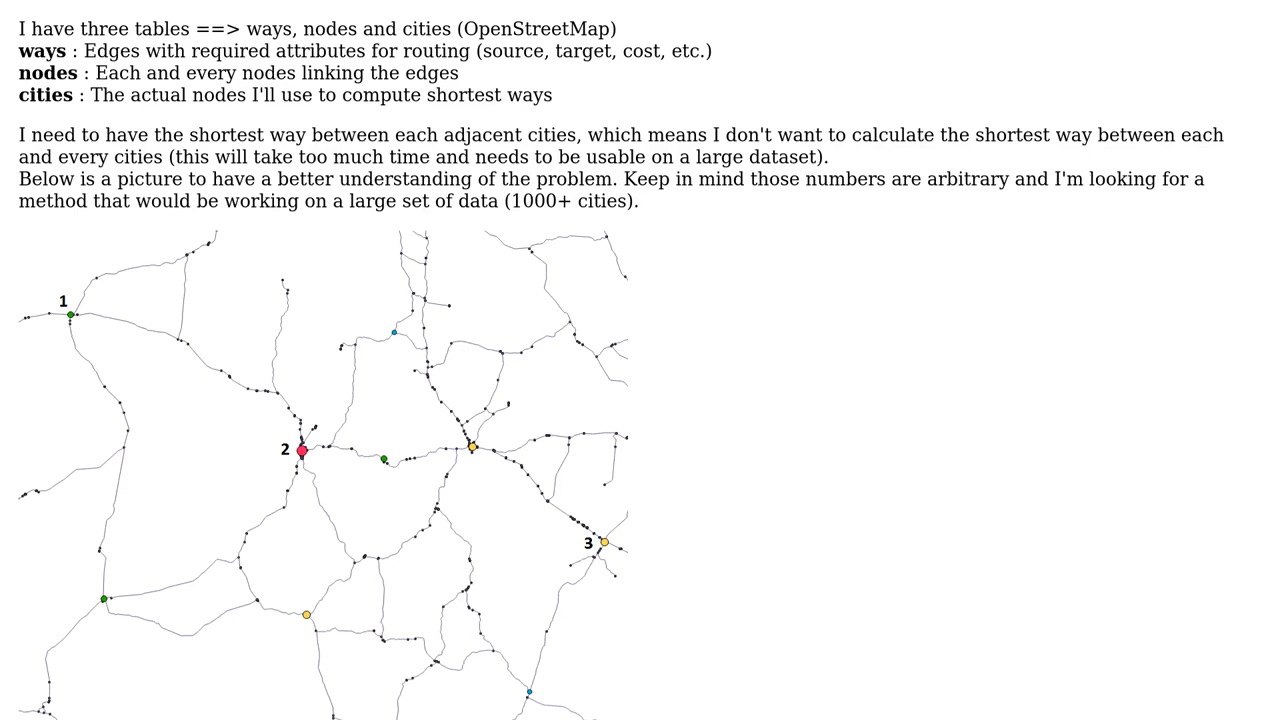 I have three tables ==> ways, nodes and cities (OpenStreetMap)
ways : Edges with required attributes for routing (source, target, cost, etc.)
nodes : Each and every nodes linking the edges
cities : The actual nodes I'll use to compute shortest ways
I need to have the shortest way between each adjacent cities, which means I don't want to calculate the shortest way between each
and every cities (this will take too much time and needs to be usable on a large dataset).
Below is a picture to have a better understanding of the problem. Keep in mind those numbers are arbitrary and I'm looking for a
method that would be working on a large set of data (1000+ cities).
1
2
3